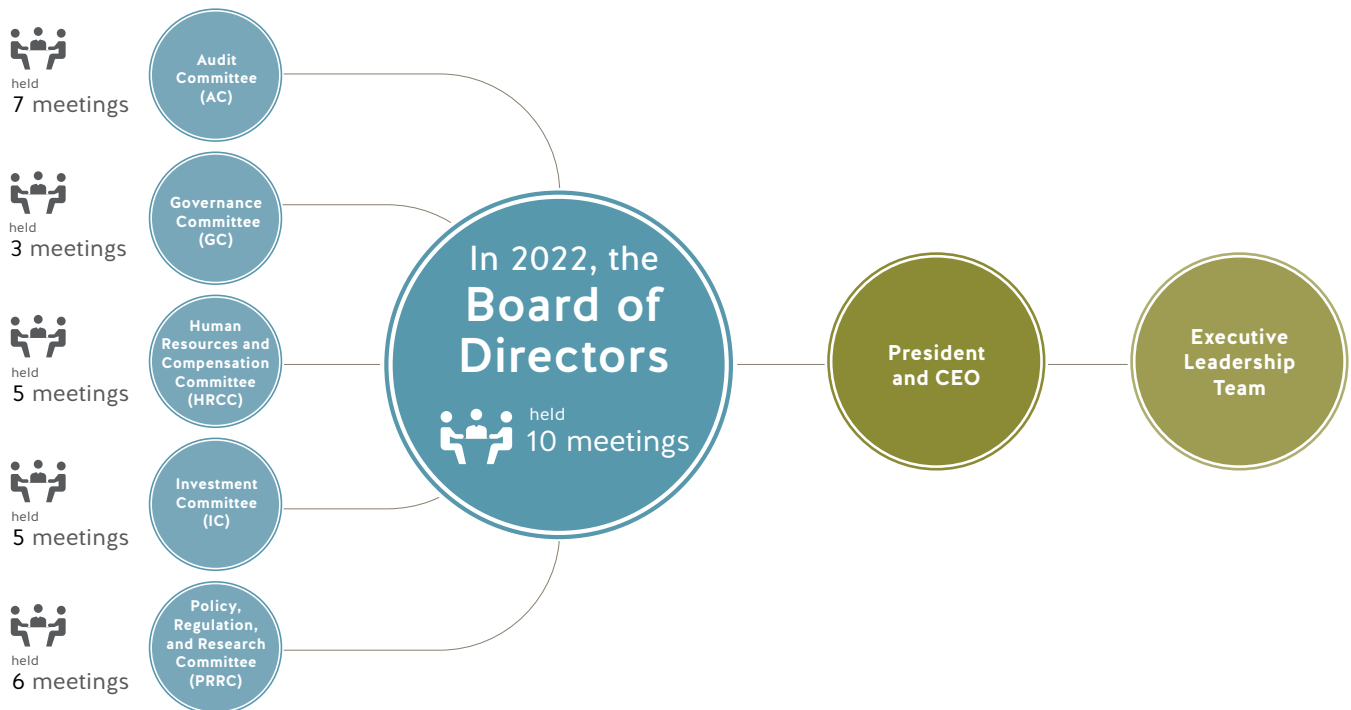 held
7 meetings
Audit
Committee
(AC)
held
3 meetings
Governance
Committee
(GC)
held
5 meetings
Human
Resources and
Compensation
Committee
(HRCC)
held
5 meetings
Investment
Committee
(IC)
held
6 meetings
Policy,
Regulation,
and Research
Committee
(PRRC)
In 2022, the
Board of
Directors
held
10 meetings
President
and CEO
Executive
Leadership
Team